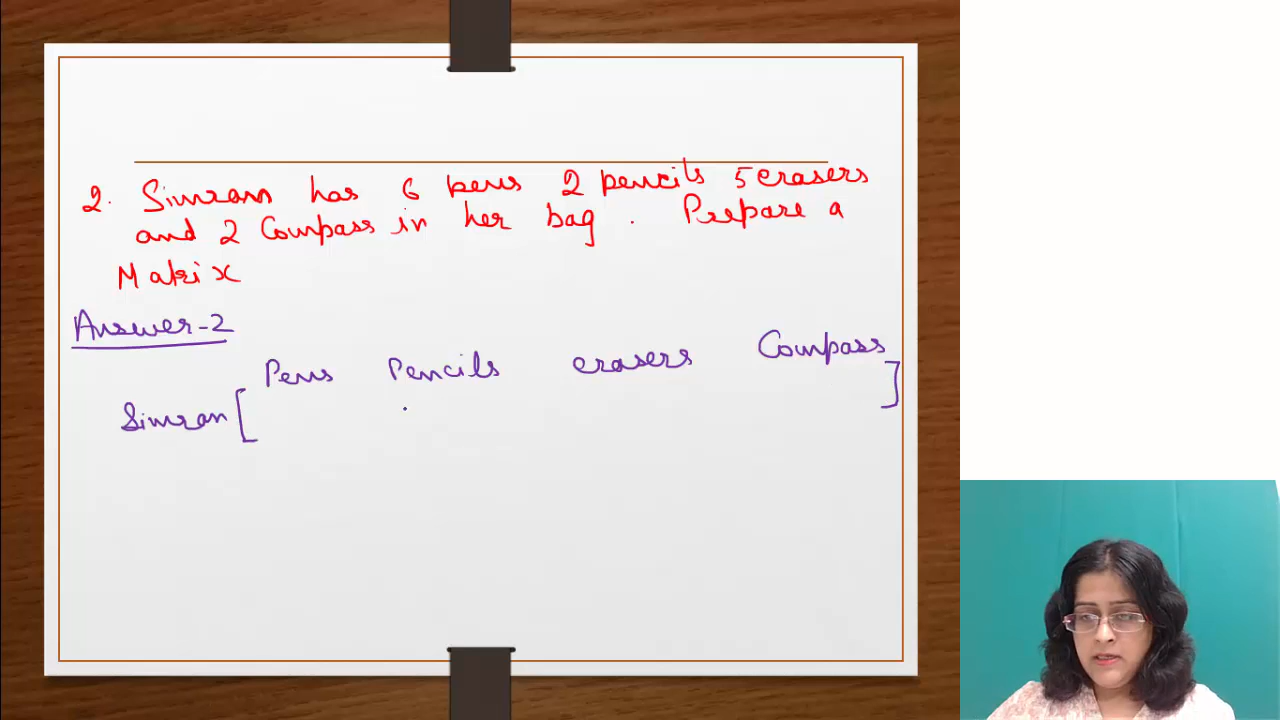 2. Simran has 6 pens 2 pencils 5 erasers
and 2 Compass in her bag. Prepare a
Matrix
Answer-2
Pens Pencils erasers Compass
Simran [ ]